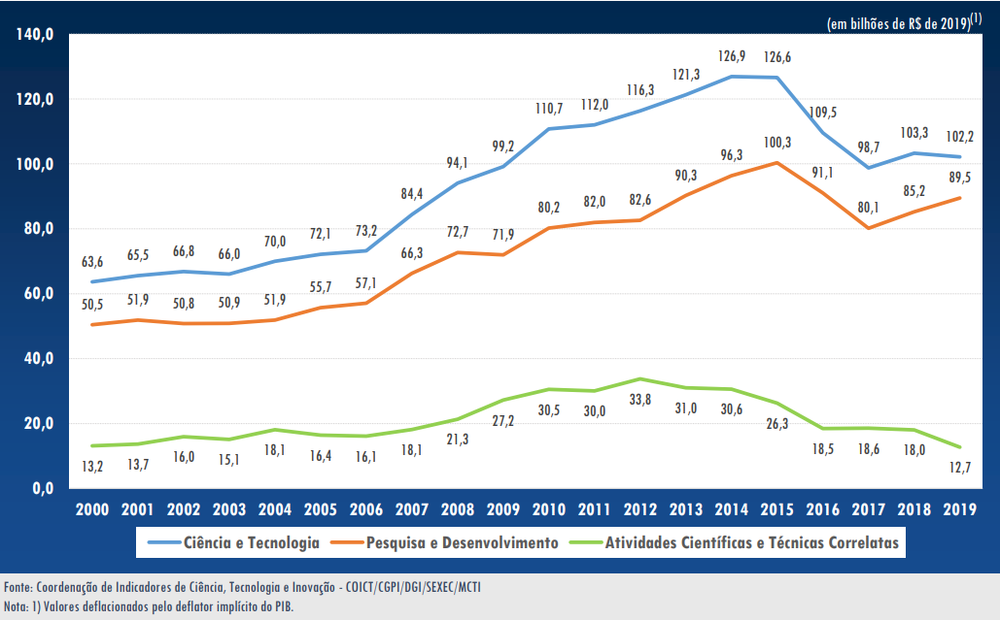 (em bilhões de R$ de 2019)(1)
140,0
120,0
100,0
80,0
60,0
40,0
20,0
0,0
63,6 65,5 66,8 66,0 70,0 72,1 73,2 84,4 94,1 99,2 110,7 112,0 116,3 121,3 126,9 126,6 109,5 98,7 103,3 102,2
50,5 51,9 50,8 50,9 51,9 55,7 57,1 66,3 72,7 71,9 80,2 82,0 82,6 90,3 96,3 100,3 91,1 80,1 85,2 89,5
13,2 13,7 16,0 15,1 18,1 16,4 16,1 18,1 21,3 27,2 30,5 30,0 33,8 31,0 30,6 26,3 18,5 18,6 18,0 12,7
2000 2001 2002 2003 2004 2005 2006 2007 2008 2009 2010 2011 2012 2013 2014 2015 2016 2017 2018 2019
Ciência e Tecnologia Pesquisa e Desenvolvimento Atividades Científicas e Técnicas Correlatas
Fonte: Coordenação de Indicadores de Ciência, Tecnologia e Inovação - COICT/CGPI/DGI/SEXEC/MCTI
Nota: 1) Valores deflacionados pelo deflator implícito do PIB.